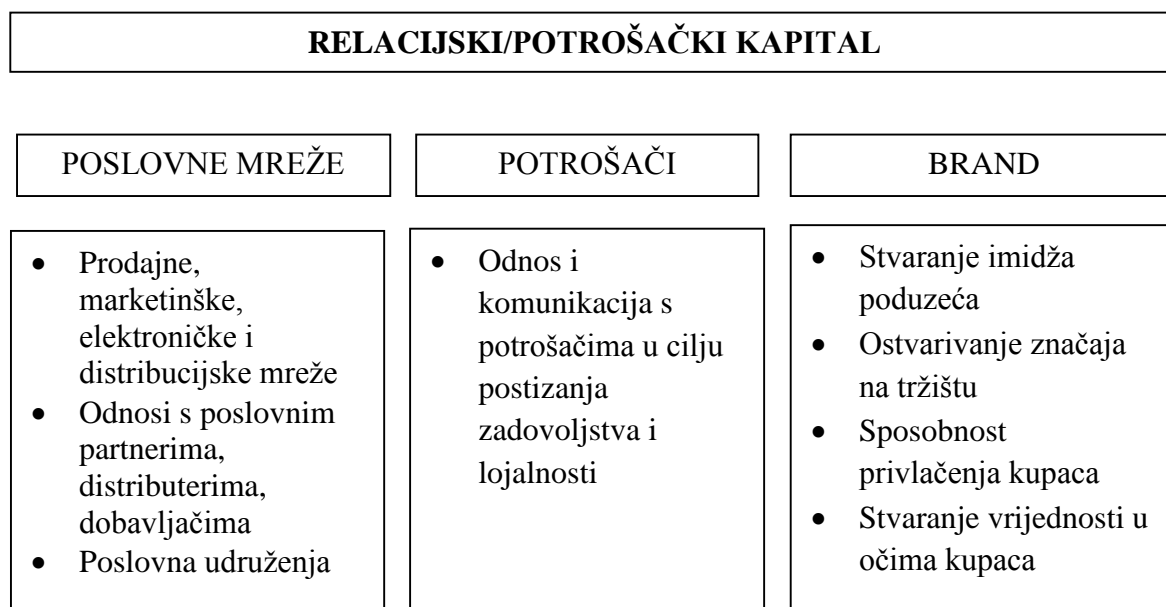 RELACIJSKI/POTROŠAČKI KAPITAL
POSLOVNE MREŽE
POTROŠAČI
BRAND
• Prodajne,
marketinške,
elektroničke i
distribucijske mreže
• Odnosi s poslovnim
partnerima,
distributerima,
dobavljačima
• Poslovna udruženja
• Odnos i
komunikacija s
potrošačima u cilju
postizanja
zadovoljstva i
lojalnosti
• Stvaranje imidža
poduzeća
• Ostvarivanje značaja
na tržištu
• Sposobnost
privlačenja kupaca
• Stvaranje vrijednosti u
očima kupaca